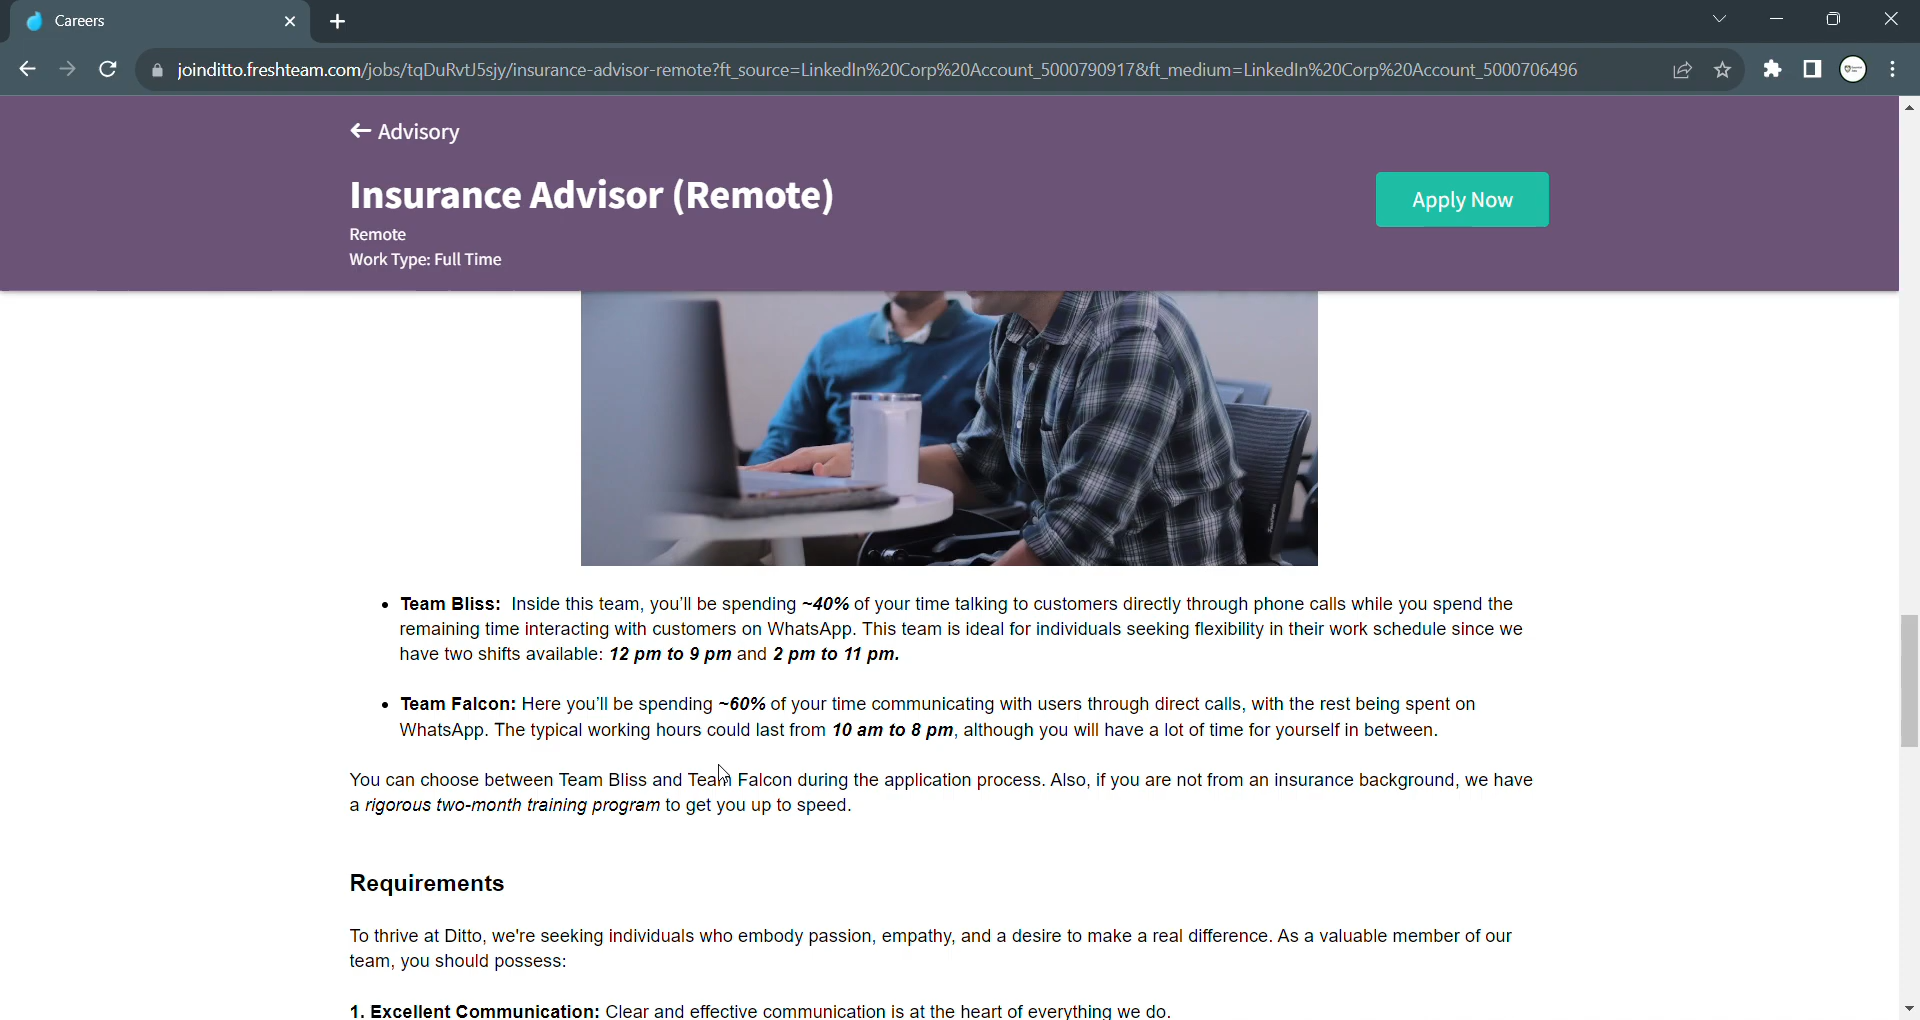 Careers
joinditto.freshteam.com/jobs/tqDuRvtJ5sjy/insurance-advisor-remote?ft_source=LinkedIn%20Corp%20Account_5000790917&ft_medium=LinkedIn%20Corp%20Account_5000706496
← Advisory
Insurance Advisor (Remote)
Apply Now
Remote
Work Type: Full Time
• Team Bliss: Inside this team, you'll be spending ~40% of your time talking to customers directly through phone calls while you spend the
remaining time interacting with customers on WhatsApp. This team is ideal for individuals seeking flexibility in their work schedule since we
have two shifts available: 12 pm to 9 pm and 2 pm to 11 pm.
• Team Falcon: Here you'll be spending ~60% of your time communicating with users through direct calls, with the rest being spent on
WhatsApp. The typical working hours could last from 10 am to 8 pm, although you will have a lot of time for yourself in between.
You can choose between Team Bliss and Team Falcon during the application process. Also, if you are not from an insurance background, we have
a rigorous two-month training program to get you up to speed.
Requirements
To thrive at Ditto, we're seeking individuals who embody passion, empathy, and a desire to make a real difference. As a valuable member of our
team, you should possess:
1. Excellent Communication: Clear and effective communication is at the heart of everything we do.